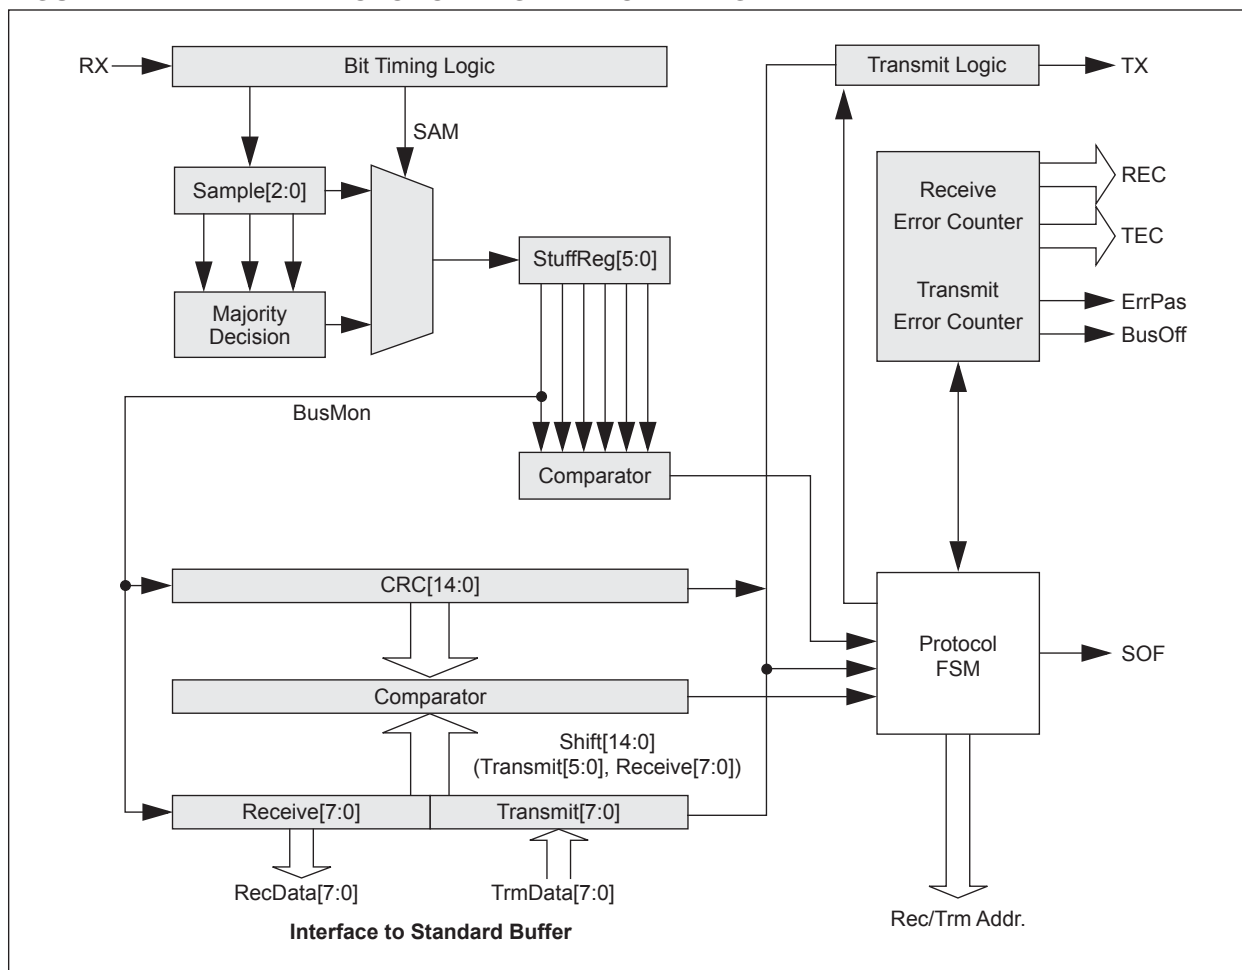 RX
Bit Timing Logic
Transmit Logic
TX
SAM
Sample[2:0]
Receive
Error Counter
REC
TEC
StuffReg[5:0]
Majority
Decision
Transmit
Error Counter
ErrPas
BusOff
BusMon
Comparator
CRC[14:0]
Protocol
FSM
SOF
Comparator
Shift[14:0]
(Transmit[5:0], Receive[7:0])
Receive[7:0]
Transmit[7:0]
RecData[7:0]
TrmData[7:0]
Rec/Trm Addr.
Interface to Standard Buffer